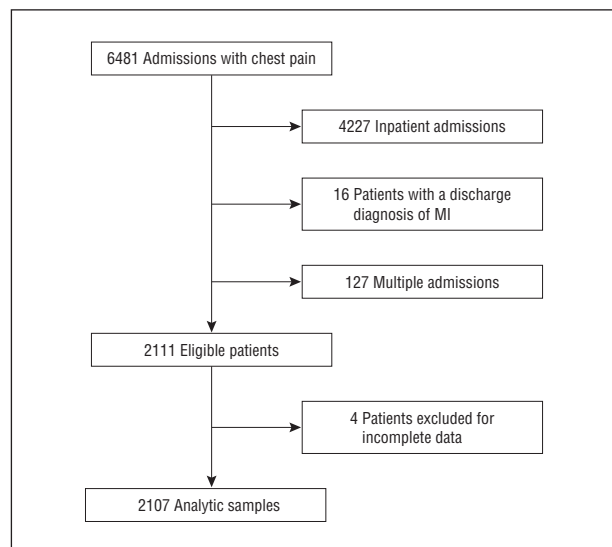 6481 Admissions with chest pain
4227 Inpatient admissions
16 Patients with a discharge
diagnosis of MI
127 Multiple admissions
2111 Eligible patients
4 Patients excluded for
incomplete data
2107 Analytic samples